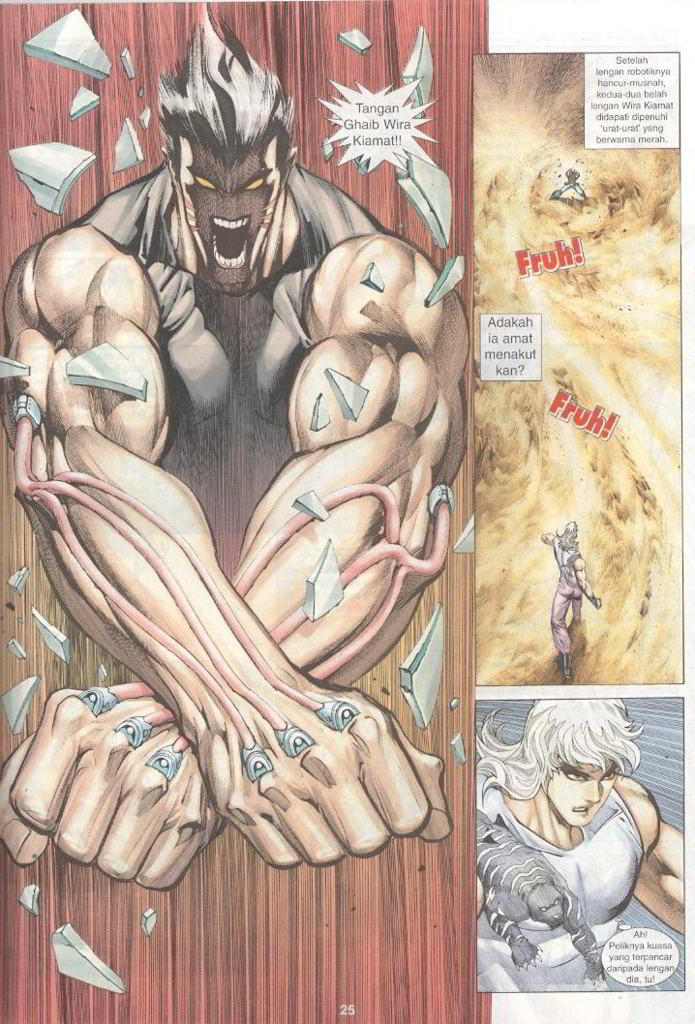 Tangan
Ghaib Wira
Kiamat!!
Setelah
lengan robotiknya
hancur-musnah,
kedua-dua belah
lengan Wira Kiamat
didapati dipenuhi
'urat-urat' yang
berwarna merah.
Fruh!
Adakah
ia amat
menakut
kan?
Fruh!
Ah!
Peliknya kuasa
yang terpancar
daripada lengan
dia, tu!
25